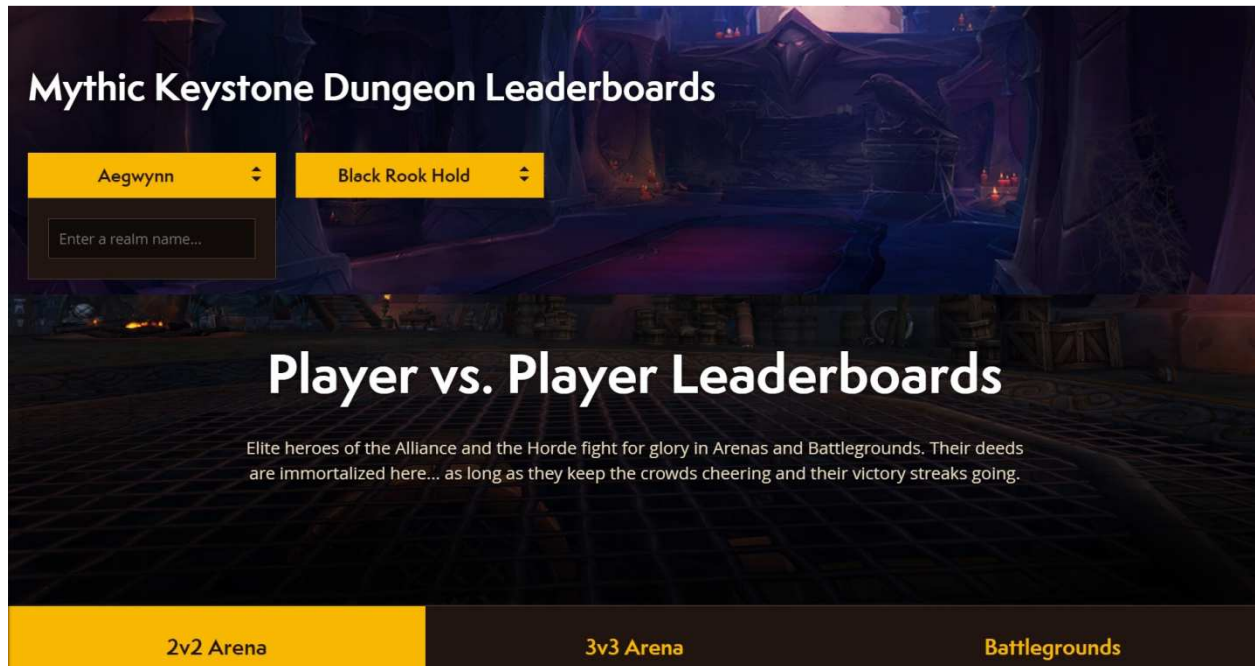 Mythic Keystone Dungeon Leaderboards
Aegwynn
Black Rook Hold
Enter a realm name...
Player vs. Player Leaderboards
Elite heroes of the Alliance and the Horde fight for glory in Arenas and Battlegrounds. Their deeds
are immortalized here... as long as they keep the crowds cheering and their victory streaks going.
2v2 Arena
3v3 Arena
Battlegrounds